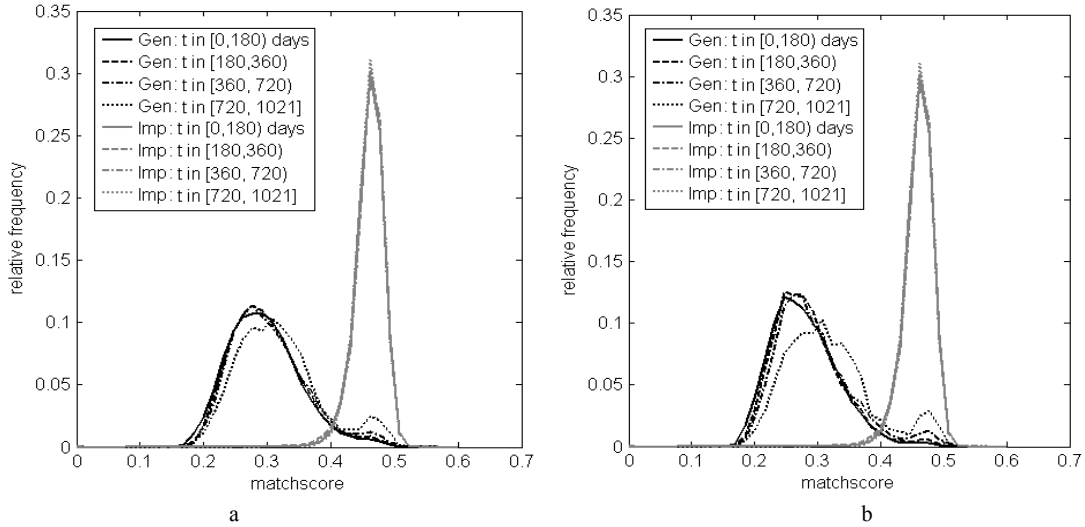 0.35
0.3
0.25
0.2
0.15
0.1
0.05
0
relative frequency
Gen: t in [0,180) days
Gen: t in [180,360)
Gen: t in [360, 720)
Gen: t in [720, 1021]
Imp: t in [0,180) days
Imp: t in [180,360)
Imp: t in [360, 720)
Imp: t in [720, 1021]
0 0.1 0.2 0.3 0.4 0.5 0.6 0.7
matchscore
a
0.35
0.3
0.25
0.2
0.15
0.1
0.05
0
relative frequency
Gen: t in [0,180) days
Gen: t in [180,360)
Gen: t in [360, 720)
Gen: t in [720, 1021]
Imp: t in [0,180) days
Imp: t in [180,360)
Imp: t in [360, 720)
Imp: t in [720, 1021]
0 0.1 0.2 0.3 0.4 0.5 0.6 0.7
matchscore
b